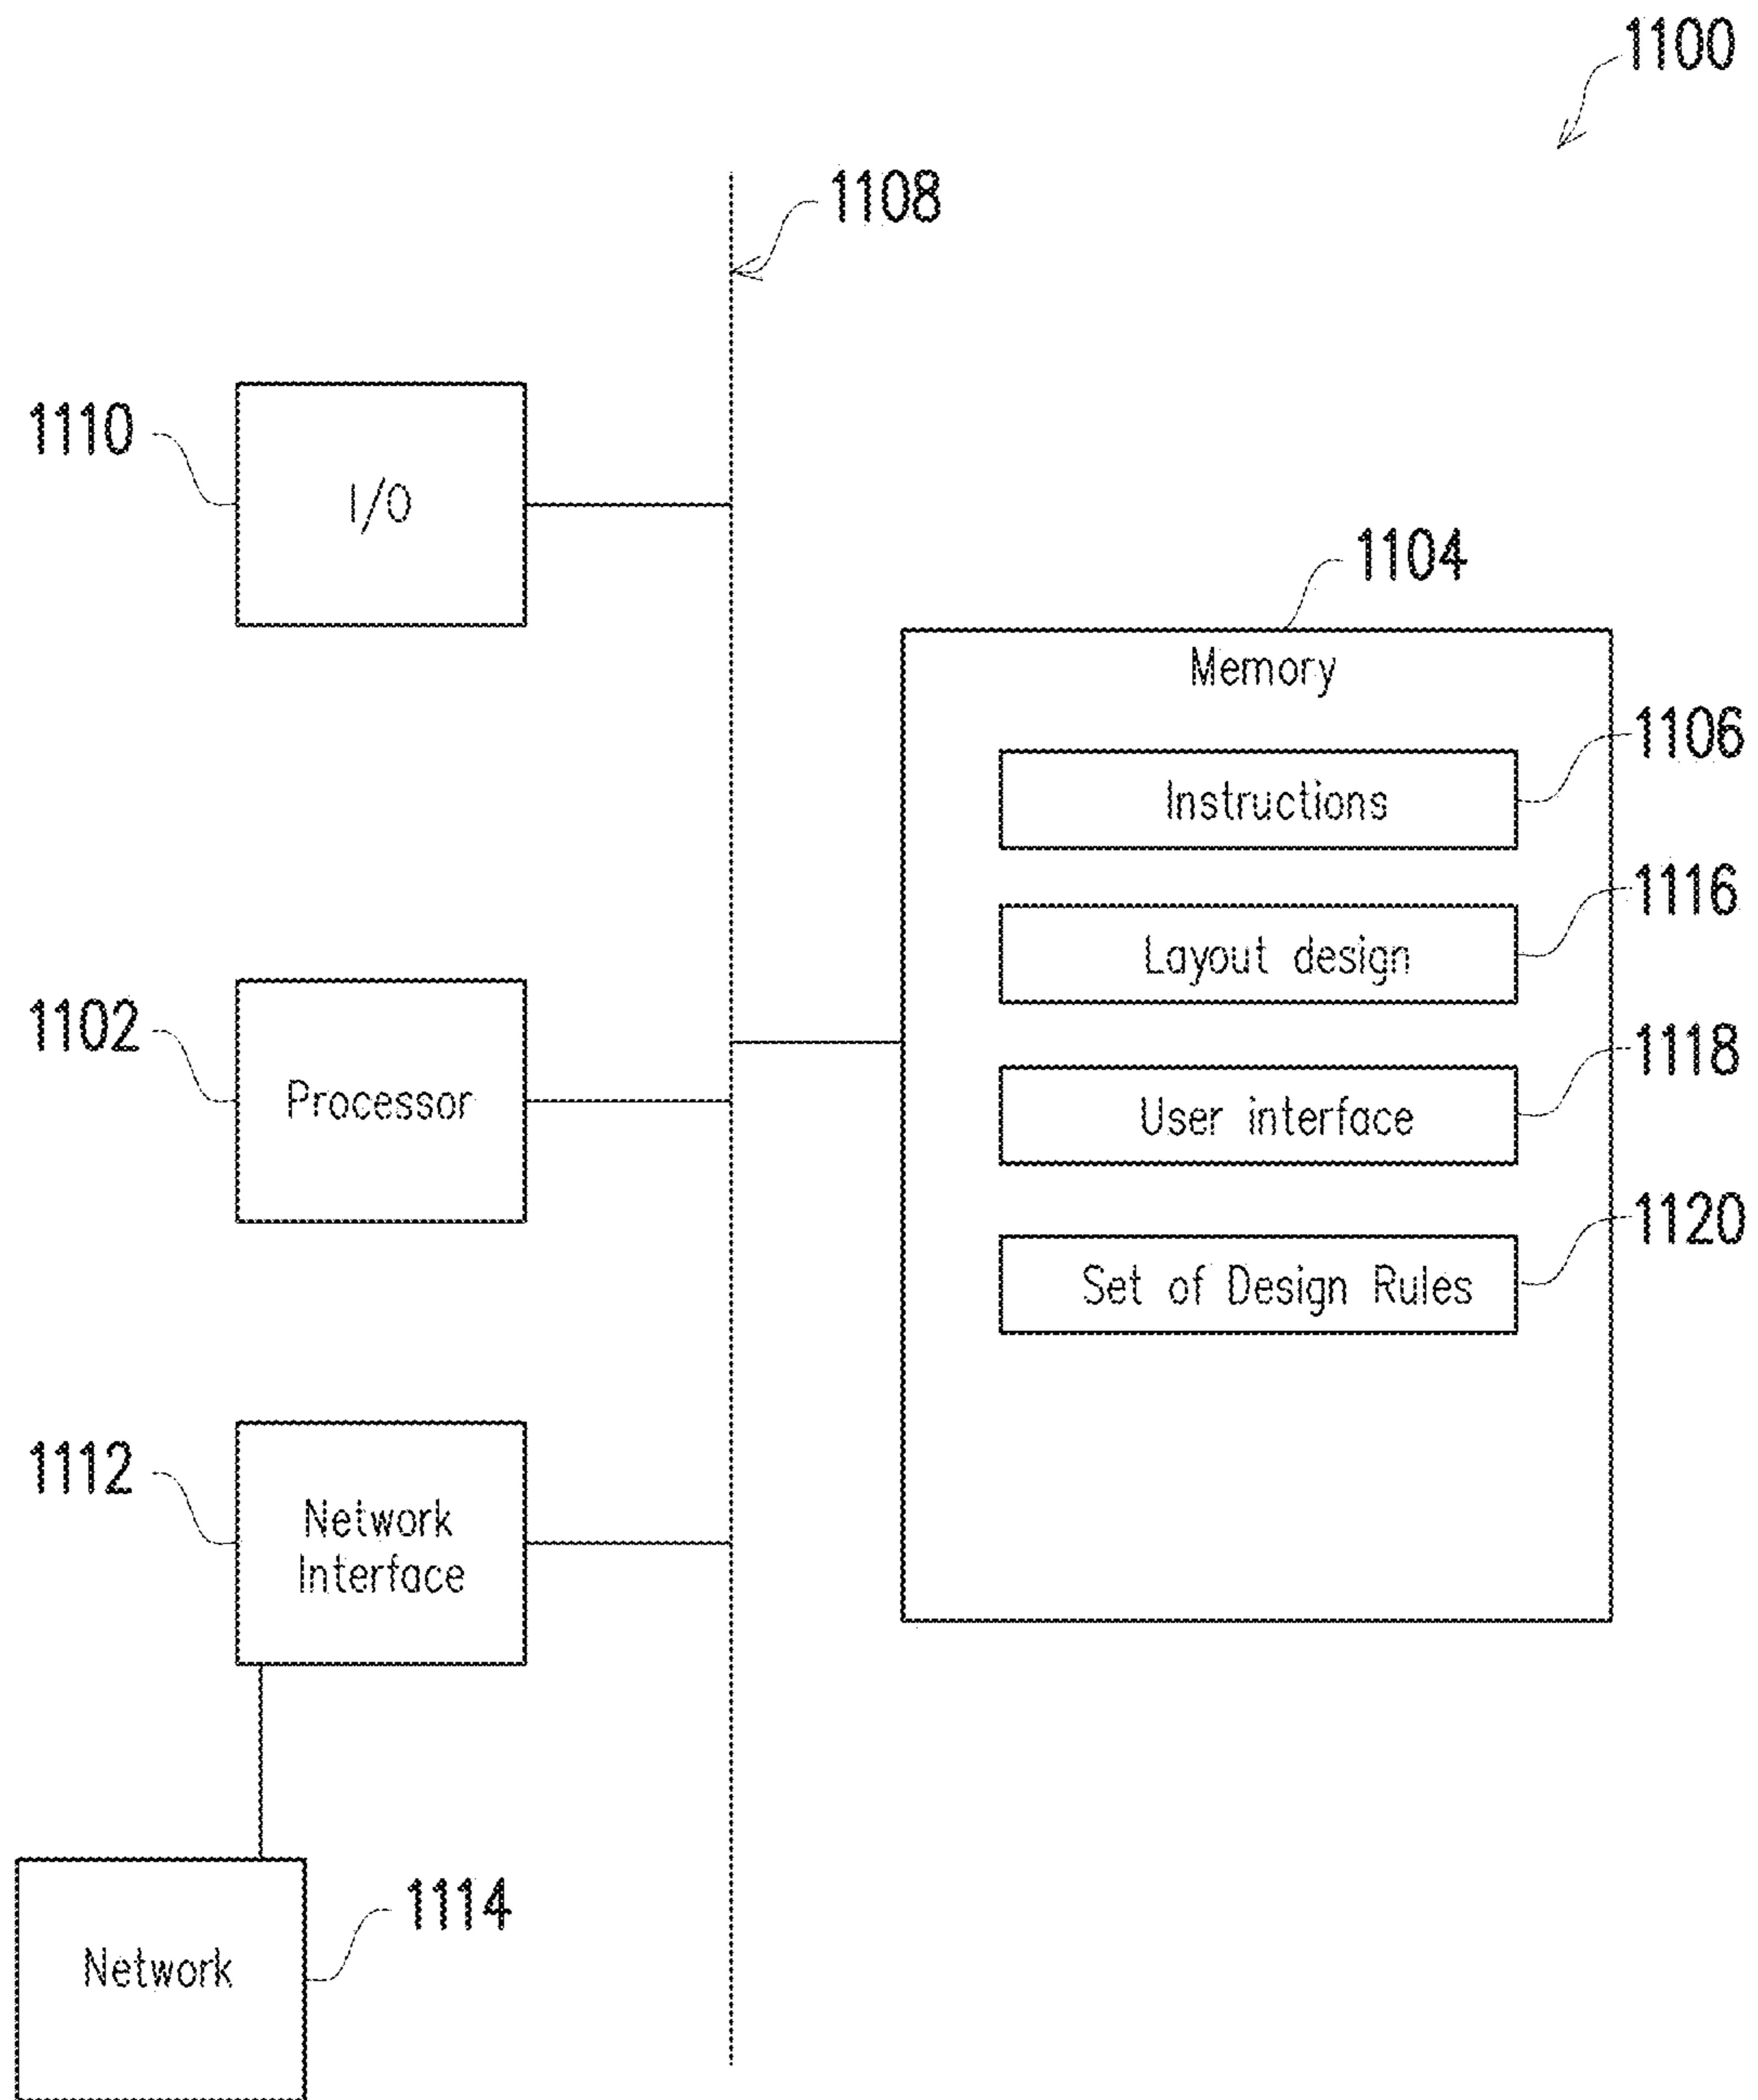 1100
1108
1110
I/O
1104
Memory
1106
Instructions
1116
Layout design
1102
Processor
1118
User interface
1120
Set of Design Rules
1112
Network
Interface
1114
Network